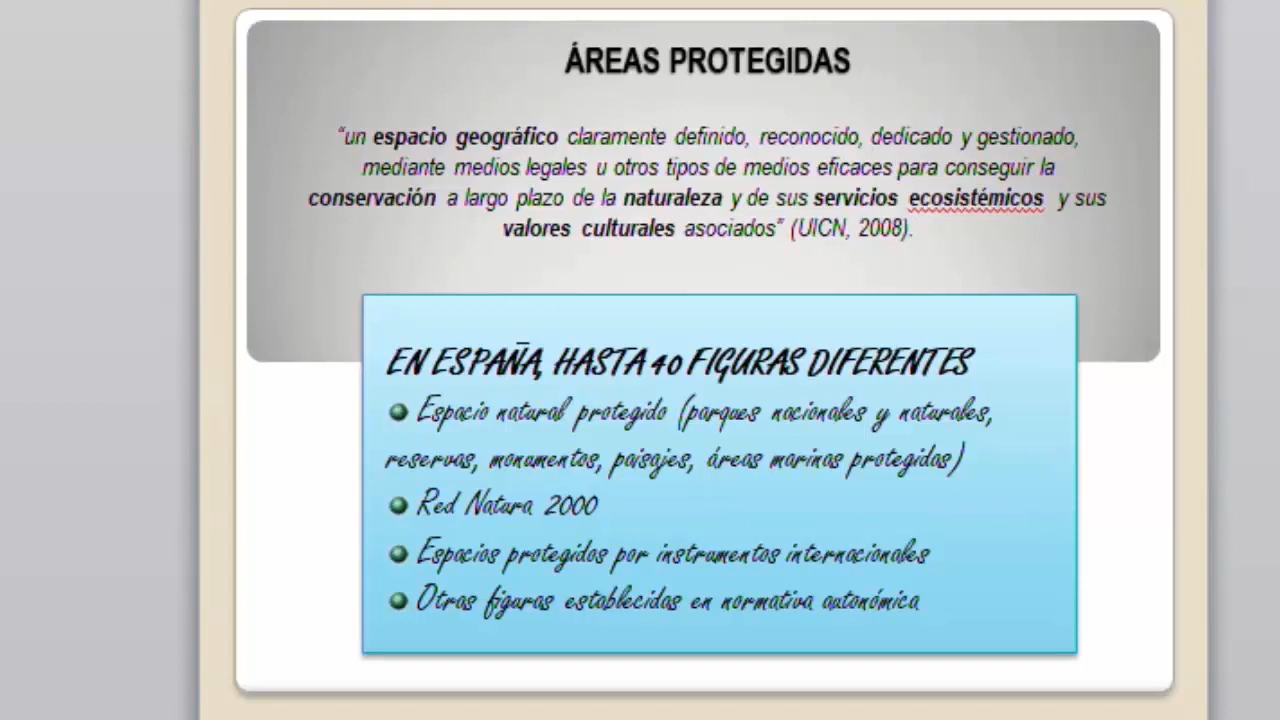 ÁREAS PROTEGIDAS
“un espacio geográfico claramente definido, reconocido, dedicado y gestionado,
mediante medios legales u otros tipos de medios eficaces para conseguir la
conservación a largo plazo de la naturaleza y de sus servicios ecosistémicos y sus
valores culturales asociados” (UICN, 2008).
EN ESPAÑA, HASTA 40 FIGURAS DIFERENTES
Espacio natural protegido (parques nacionales y naturales,
reservas, monumentos, paisajes, áreas marinas protegidas)
Red Natura 2000
Espacios protegidos por instrumentos internacionales
Otras figuras establecidas en normativa autonómica